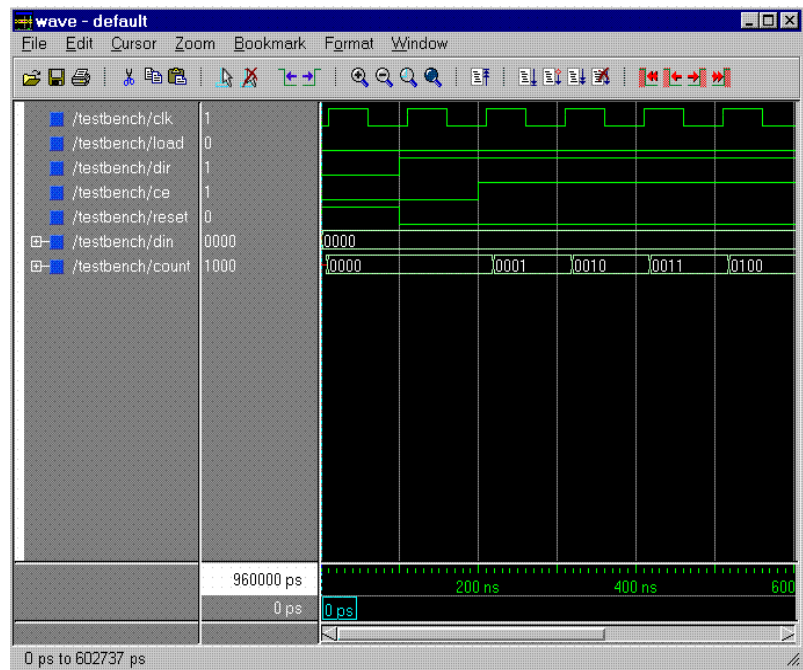 wave - default
File Edit Cursor Zoom Bookmark Format Window
/testbench/clk 1
/testbench/load 0
/testbench/dir 1
/testbench/ce 1
/testbench/reset 0
/testbench/din 0000 0000
/testbench/count 1000 0000 0001 0010 0011 0100
960000 ps 200 ns 400 ns 600
0 ps 0 ps
0 ps to 602737 ps